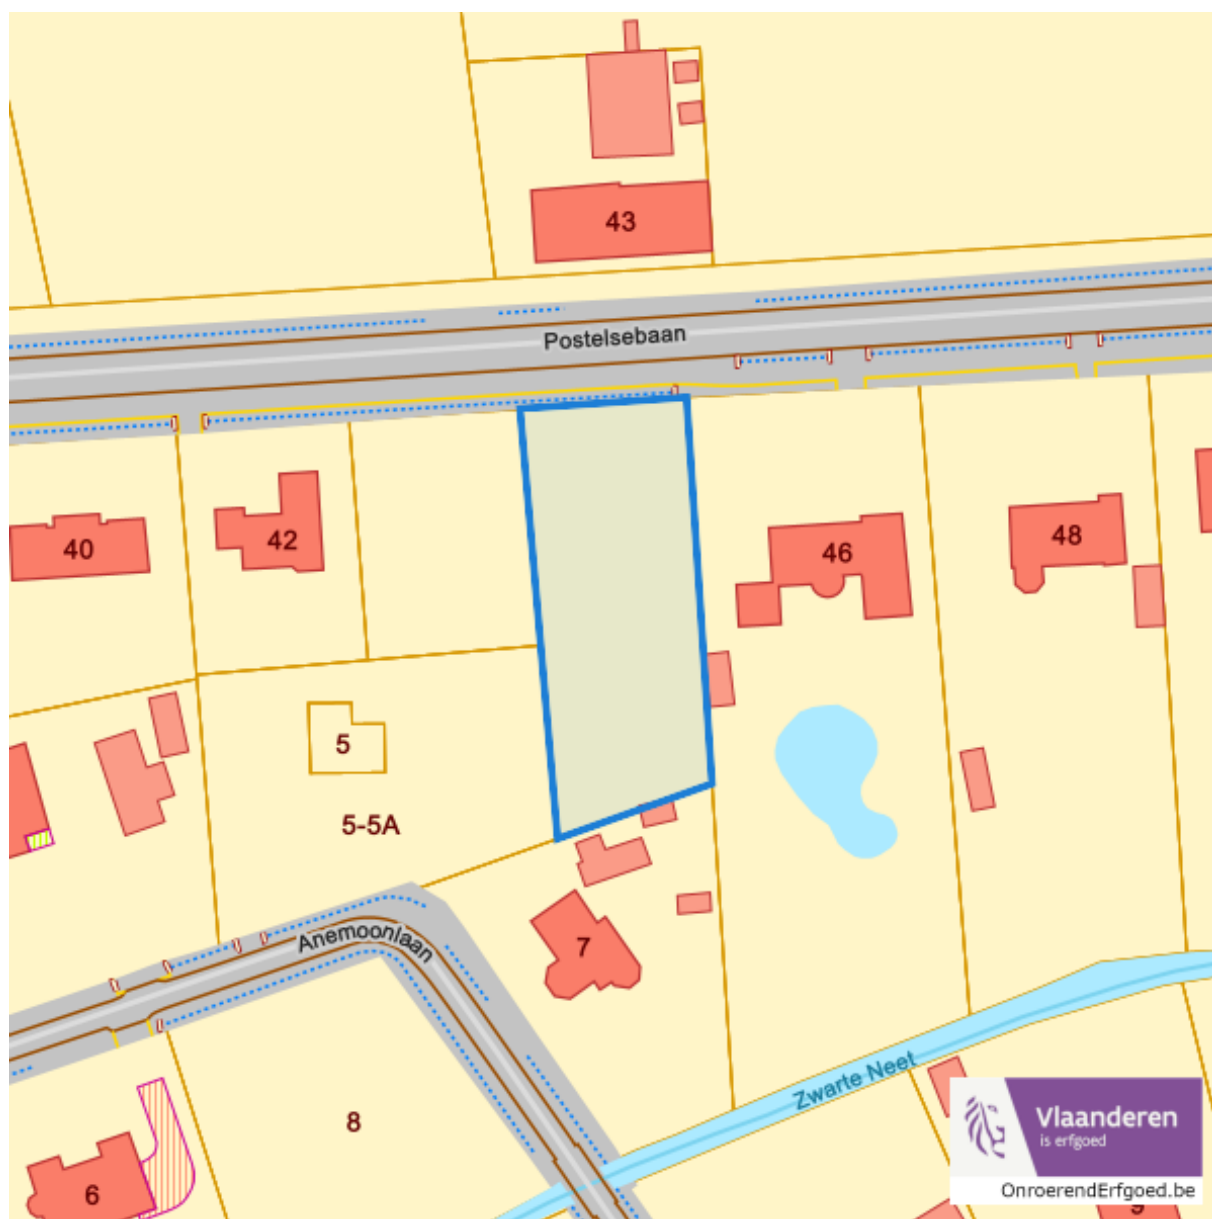 43
Postelsebaan
40
42
46
48
5
5-5A
7
Anemoonlaan
Zwarte Neet
8
6
9
Vlaanderen
is erfgoed
OnroerendErfgoed.be